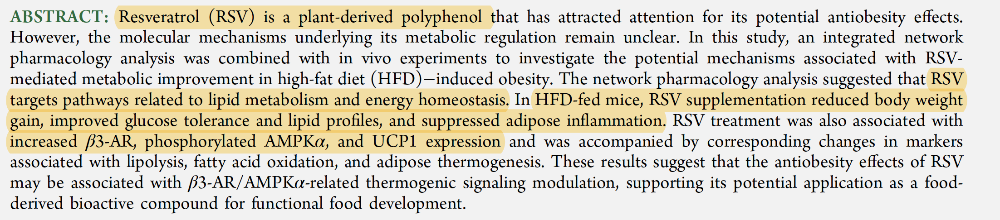 ABSTRACT: Resveratrol (RSV) is a plant-derived polyphenol that has attracted attention for its potential antiobesity effects.
However, the molecular mechanisms underlying its metabolic regulation remain unclear. In this study, an integrated network
pharmacology analysis was combined with in vivo experiments to investigate the potential mechanisms associated with RSV-
mediated metabolic improvement in high-fat diet (HFD)−induced obesity. The network pharmacology analysis suggested that RSV
targets pathways related to lipid metabolism and energy homeostasis. In HFD-fed mice, RSV supplementation reduced body weight
gain, improved glucose tolerance and lipid profiles, and suppressed adipose inflammation. RSV treatment was also associated with
increased β3-AR, phosphorylated AMPKα, and UCP1 expression and was accompanied by corresponding changes in markers
associated with lipolysis, fatty acid oxidation, and adipose thermogenesis. These results suggest that the antiobesity effects of RSV
may be associated with β3-AR/AMPKα-related thermogenic signaling modulation, supporting its potential application as a food-
derived bioactive compound for functional food development.